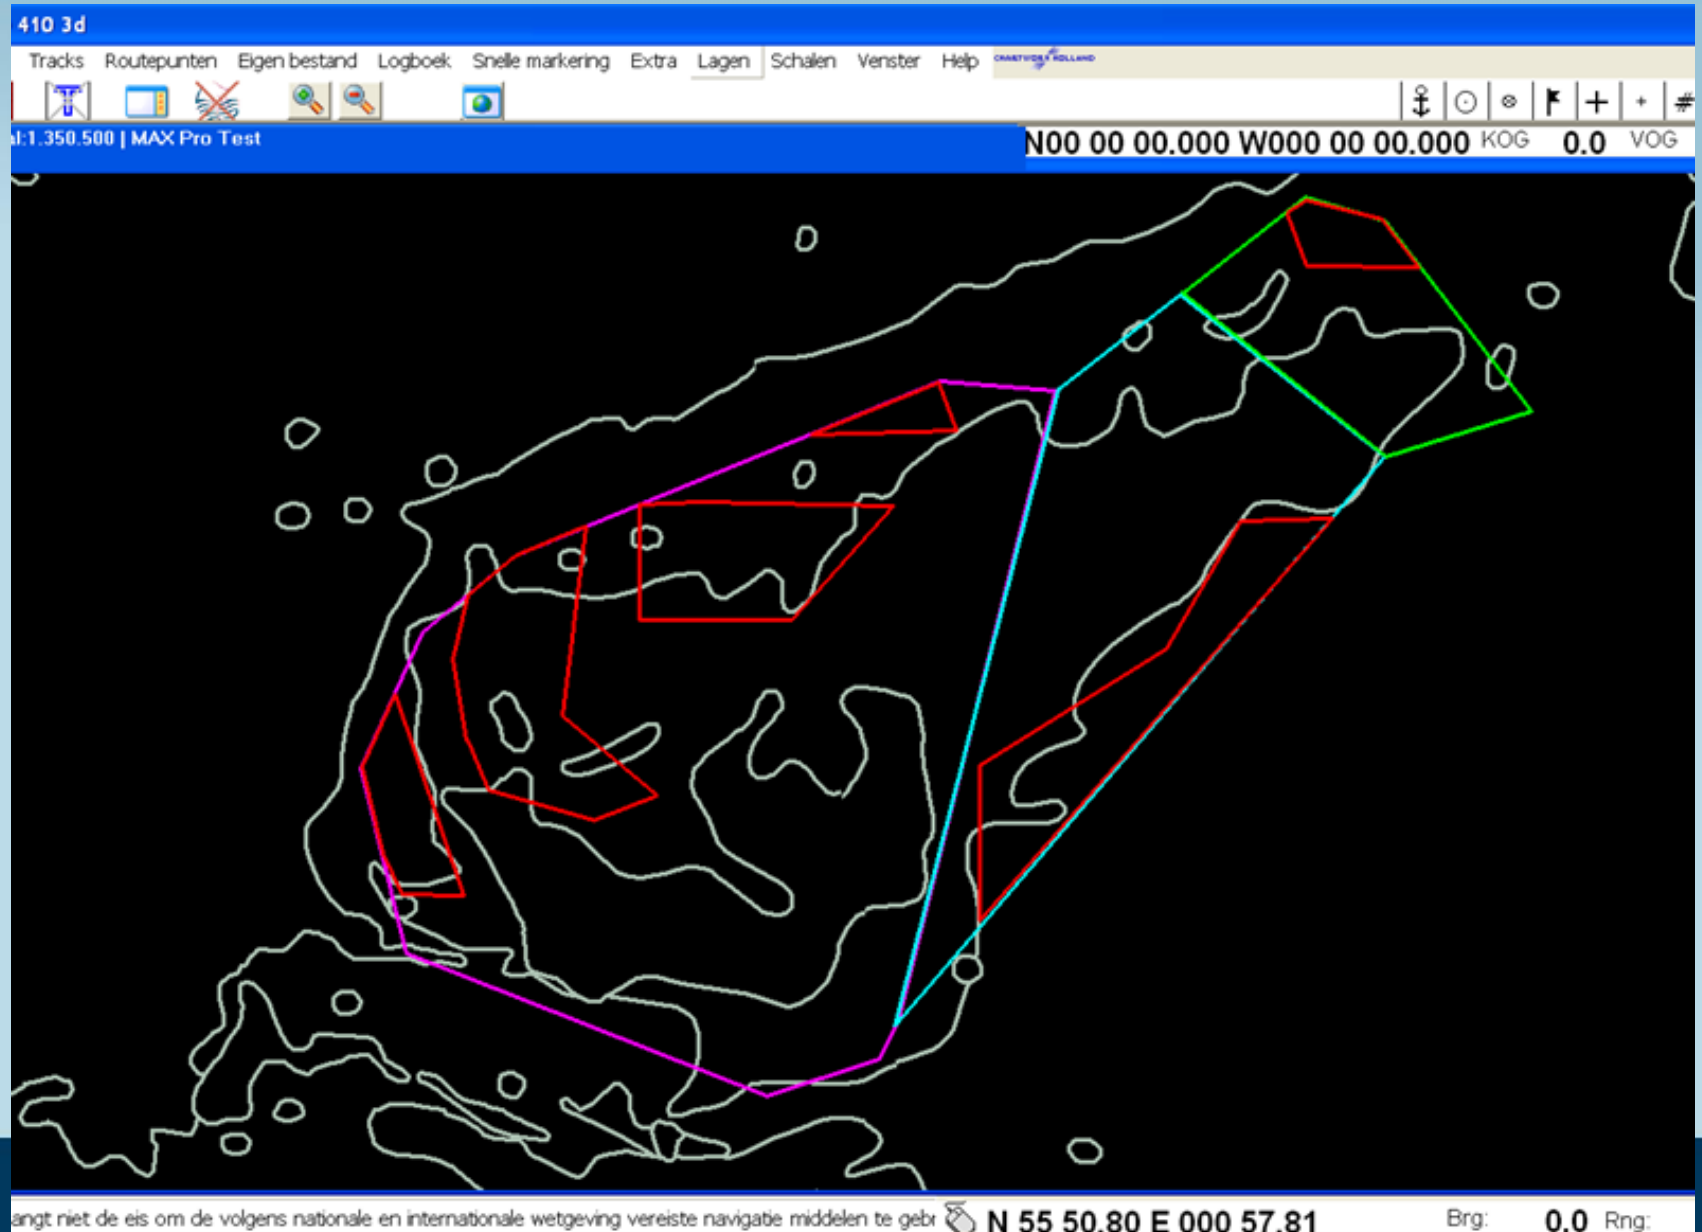 410 3d
Tracks Routepunten Eigen bestand Logboek Snelle markering Extra Lagen Schalen Venster Help CHARTWORX HOLLAND
al:1.350.500 | MAX Pro Test
N00 00 00.000 W000 00 00.000 KOG 0.0 VOG
angt niet de eis om de volgens nationale en internationale wetgeving vereiste navigatie middelen te gebr N 55 50.80 E 000 57.81 Brg: 0.0 Rng: